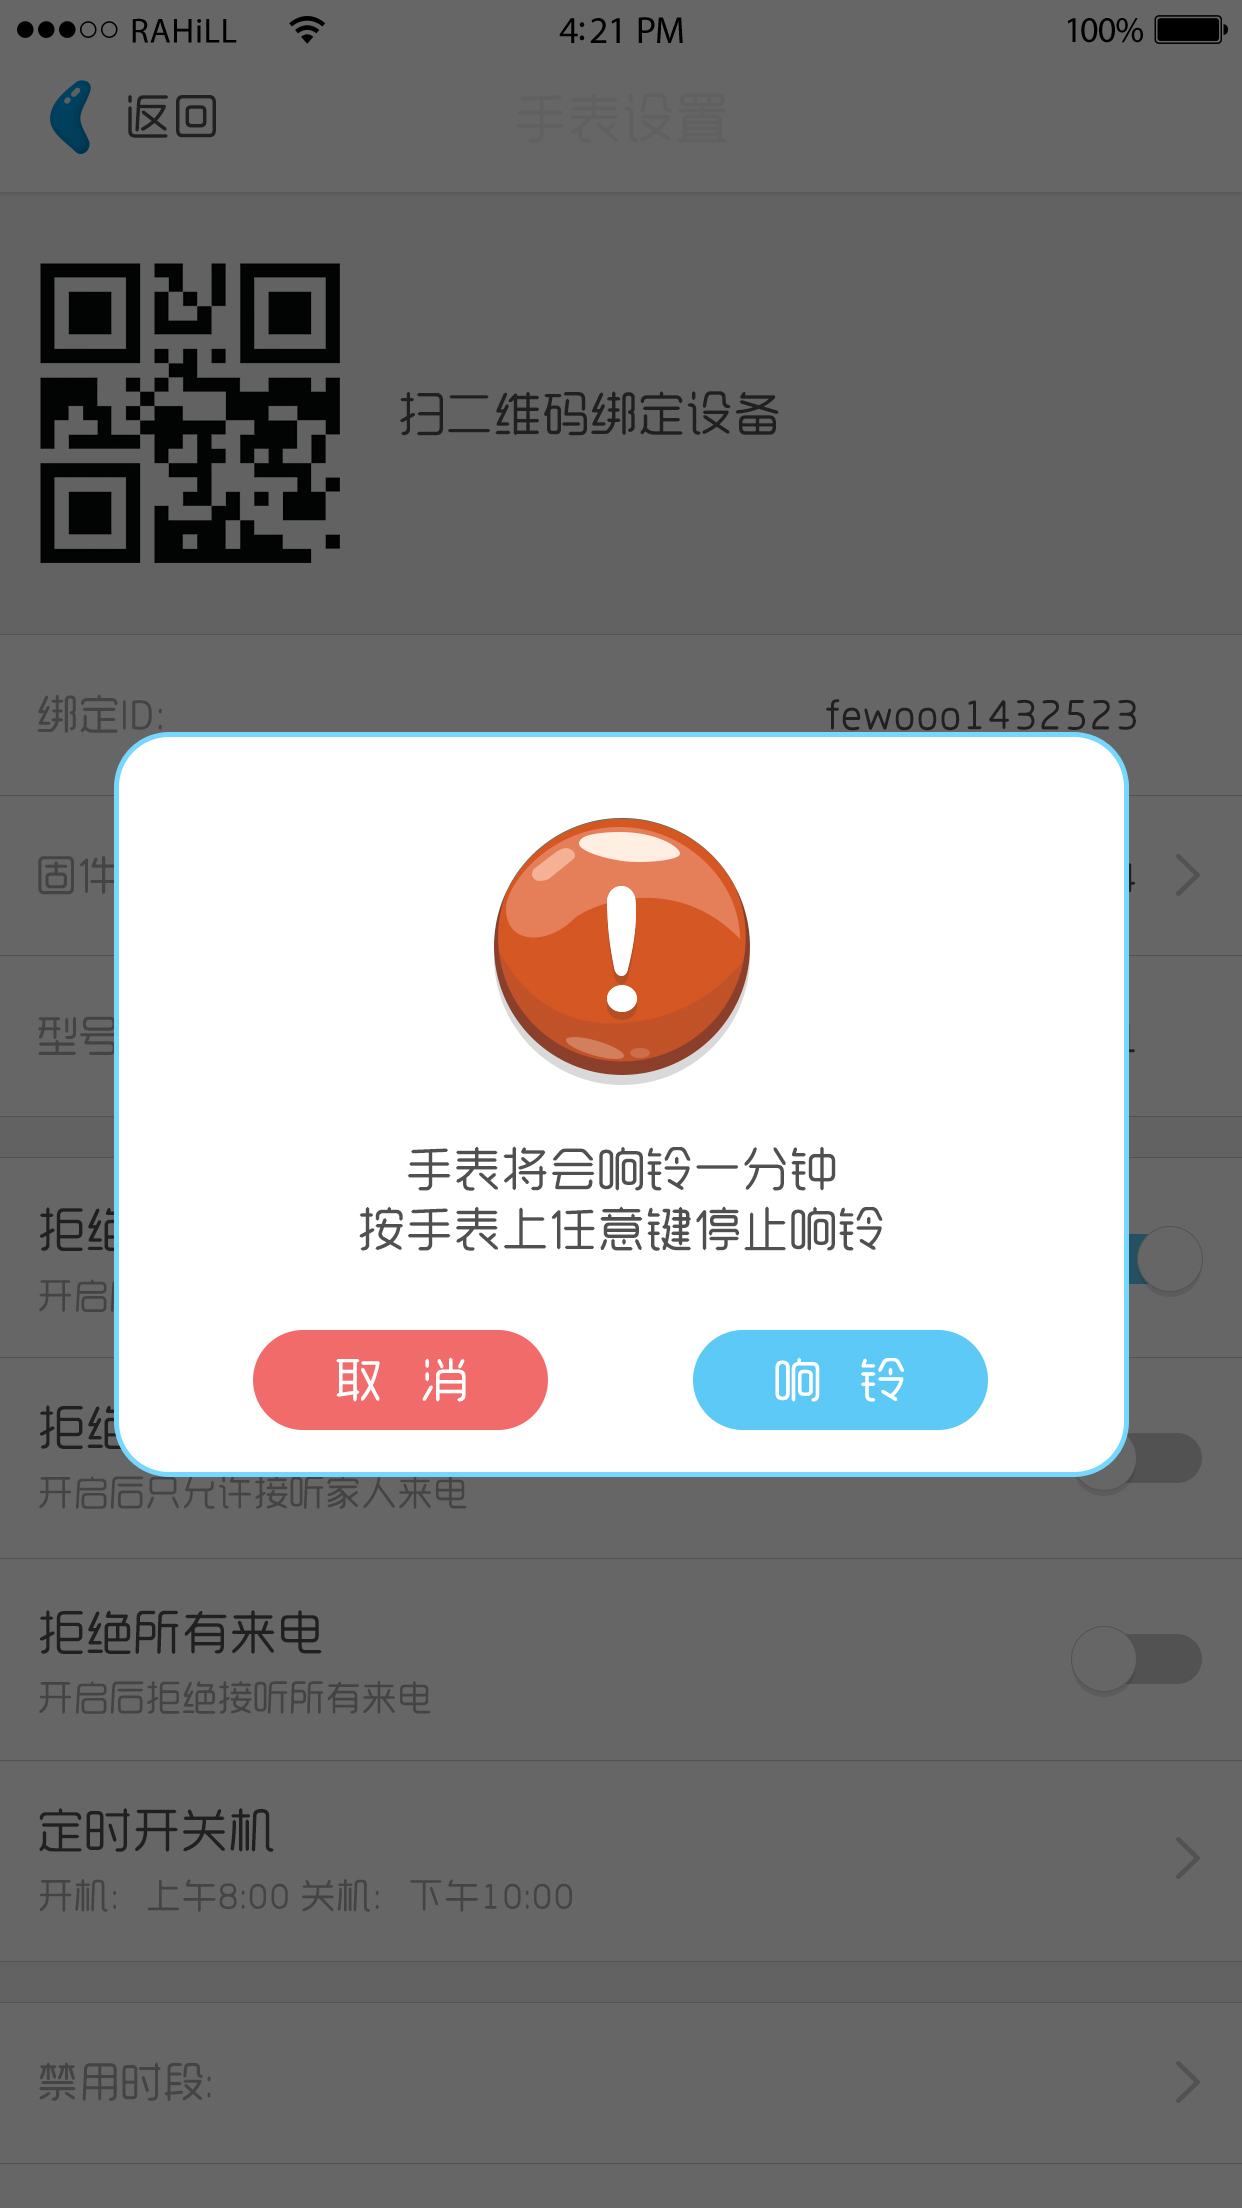 RAHiLL 4:21 PM 100%
返回 手表设置
扫二维码绑定设备
绑定ID: fewooo1432523
固件
型号
手表将会响铃一分钟
按手表上任意键停止响铃
取 消 响 铃
拒绝
开启
拒绝
开启后只允许接听家人来电
拒绝所有来电
开启后拒绝接听所有来电
定时开关机
开机: 上午8:00 关机: 下午10:00
禁用时段: